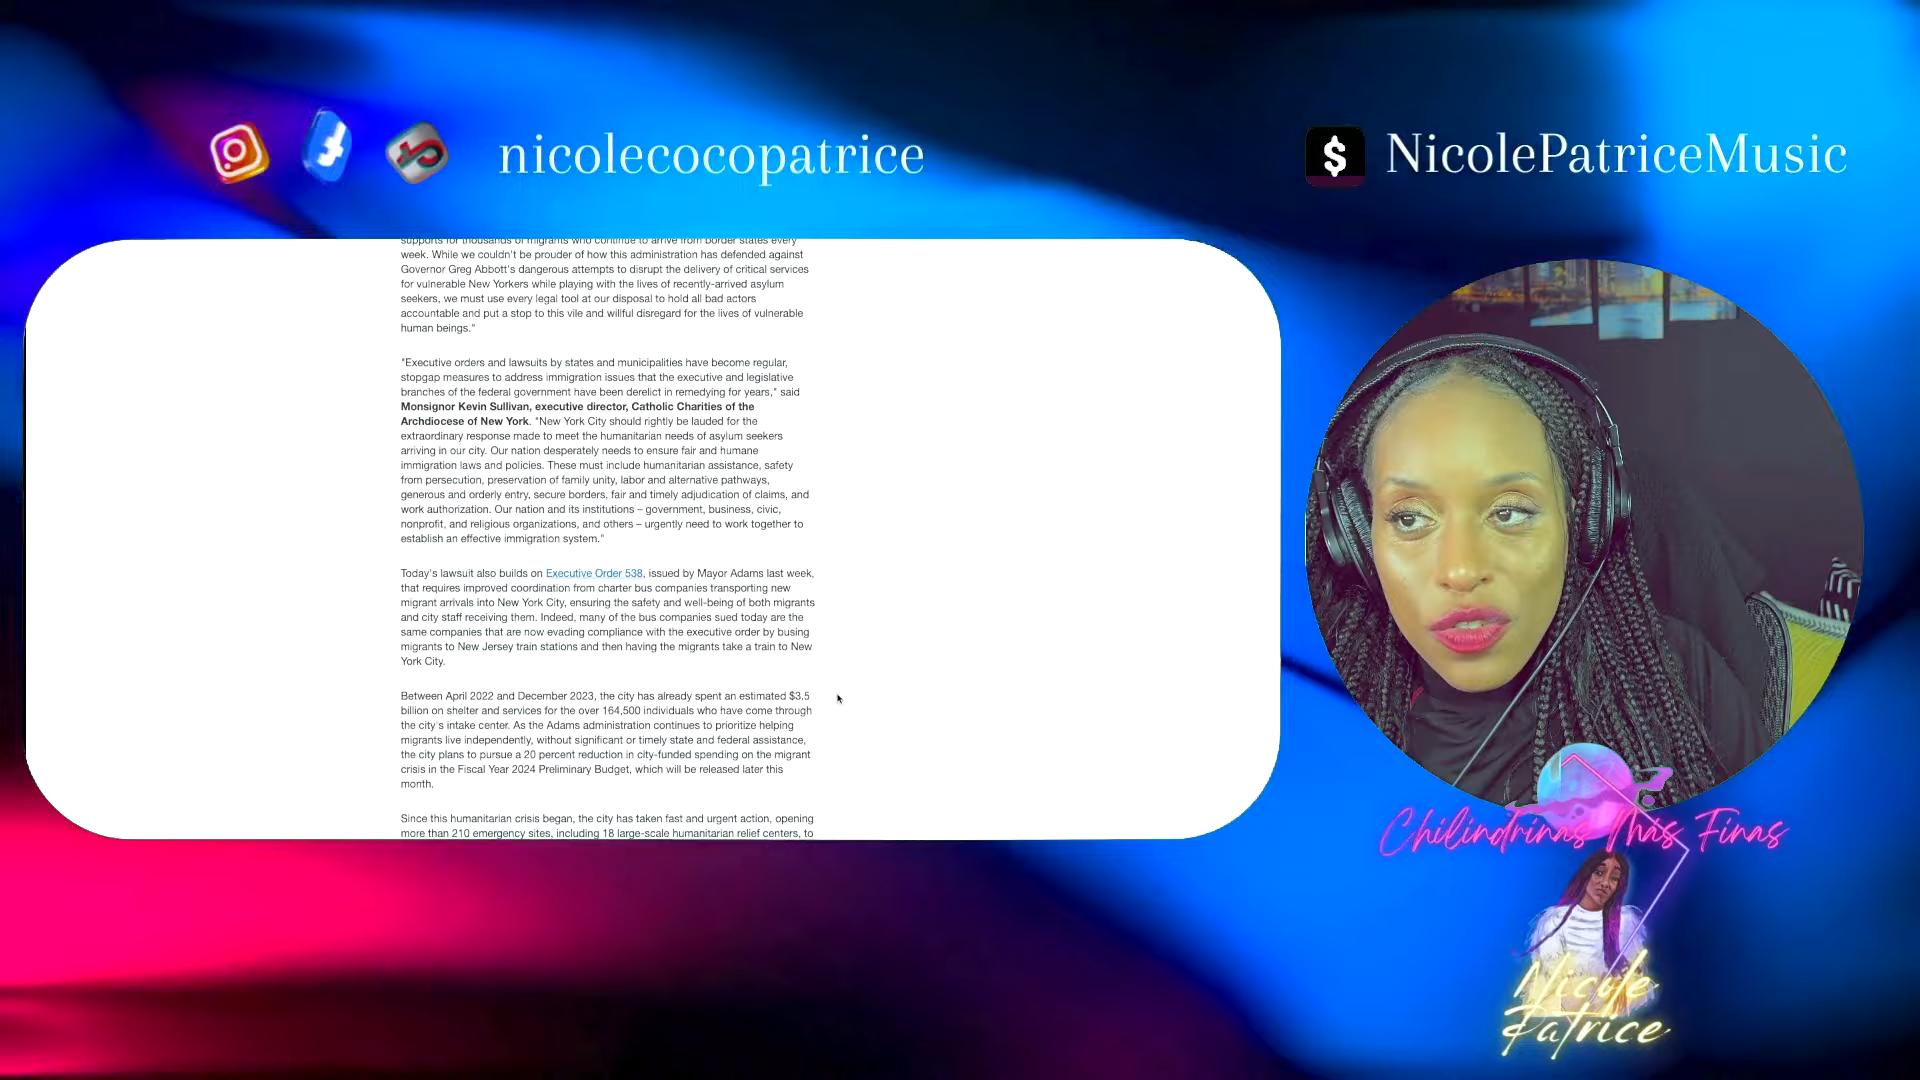 nicolecocopatrice
NicolePatriceMusic
supports for thousands of migrants who continue to arrive from border states every
week. While we couldn't be prouder of how this administration has defended against
Governor Greg Abbott's dangerous attempts to disrupt the delivery of critical services
for vulnerable New Yorkers while playing with the lives of recently-arrived asylum
seekers, we must use every legal tool at our disposal to hold all bad actors
accountable and put a stop to this vile and willful disregard for the lives of vulnerable
human beings."
"Executive orders and lawsuits by states and municipalities have become regular,
stopgap measures to address immigration issues that the executive and legislative
branches of the federal government have been derelict in remedying for years," said
Monsignor Kevin Sullivan, executive director, Catholic Charities of the
Archdiocese of New York. "New York City should rightly be lauded for the
extraordinary response made to meet the humanitarian needs of asylum seekers
arriving in our city. Our nation desperately needs to ensure fair and humane
immigration laws and policies. These must include humanitarian assistance, safety
from persecution, preservation of family unity, labor and alternative pathways,
generous and orderly entry, secure borders, fair and timely adjudication of claims, and
work authorization. Our nation and its institutions – government, business, civic,
nonprofit, and religious organizations, and others – urgently need to work together to
establish an effective immigration system."
Today's lawsuit also builds on Executive Order 538, issued by Mayor Adams last week,
that requires improved coordination from charter bus companies transporting new
migrant arrivals into New York City, ensuring the safety and well-being of both migrants
and city staff receiving them. Indeed, many of the bus companies sued today are the
same companies that are now evading compliance with the executive order by busing
migrants to New Jersey train stations and then having the migrants take a train to New
York City.
Between April 2022 and December 2023, the city has already spent an estimated $3.5
billion on shelter and services for the over 164,500 individuals who have come through
the city's intake center. As the Adams administration continues to prioritize helping
migrants live independently, without significant or timely state and federal assistance,
the city plans to pursue a 20 percent reduction in city-funded spending on the migrant
crisis in the Fiscal Year 2024 Preliminary Budget, which will be released later this
month.
Since this humanitarian crisis began, the city has taken fast and urgent action, opening
more than 210 emergency sites, including 18 large-scale humanitarian relief centers, to
Chilindrinas Más Finas
Nicole
Patrice